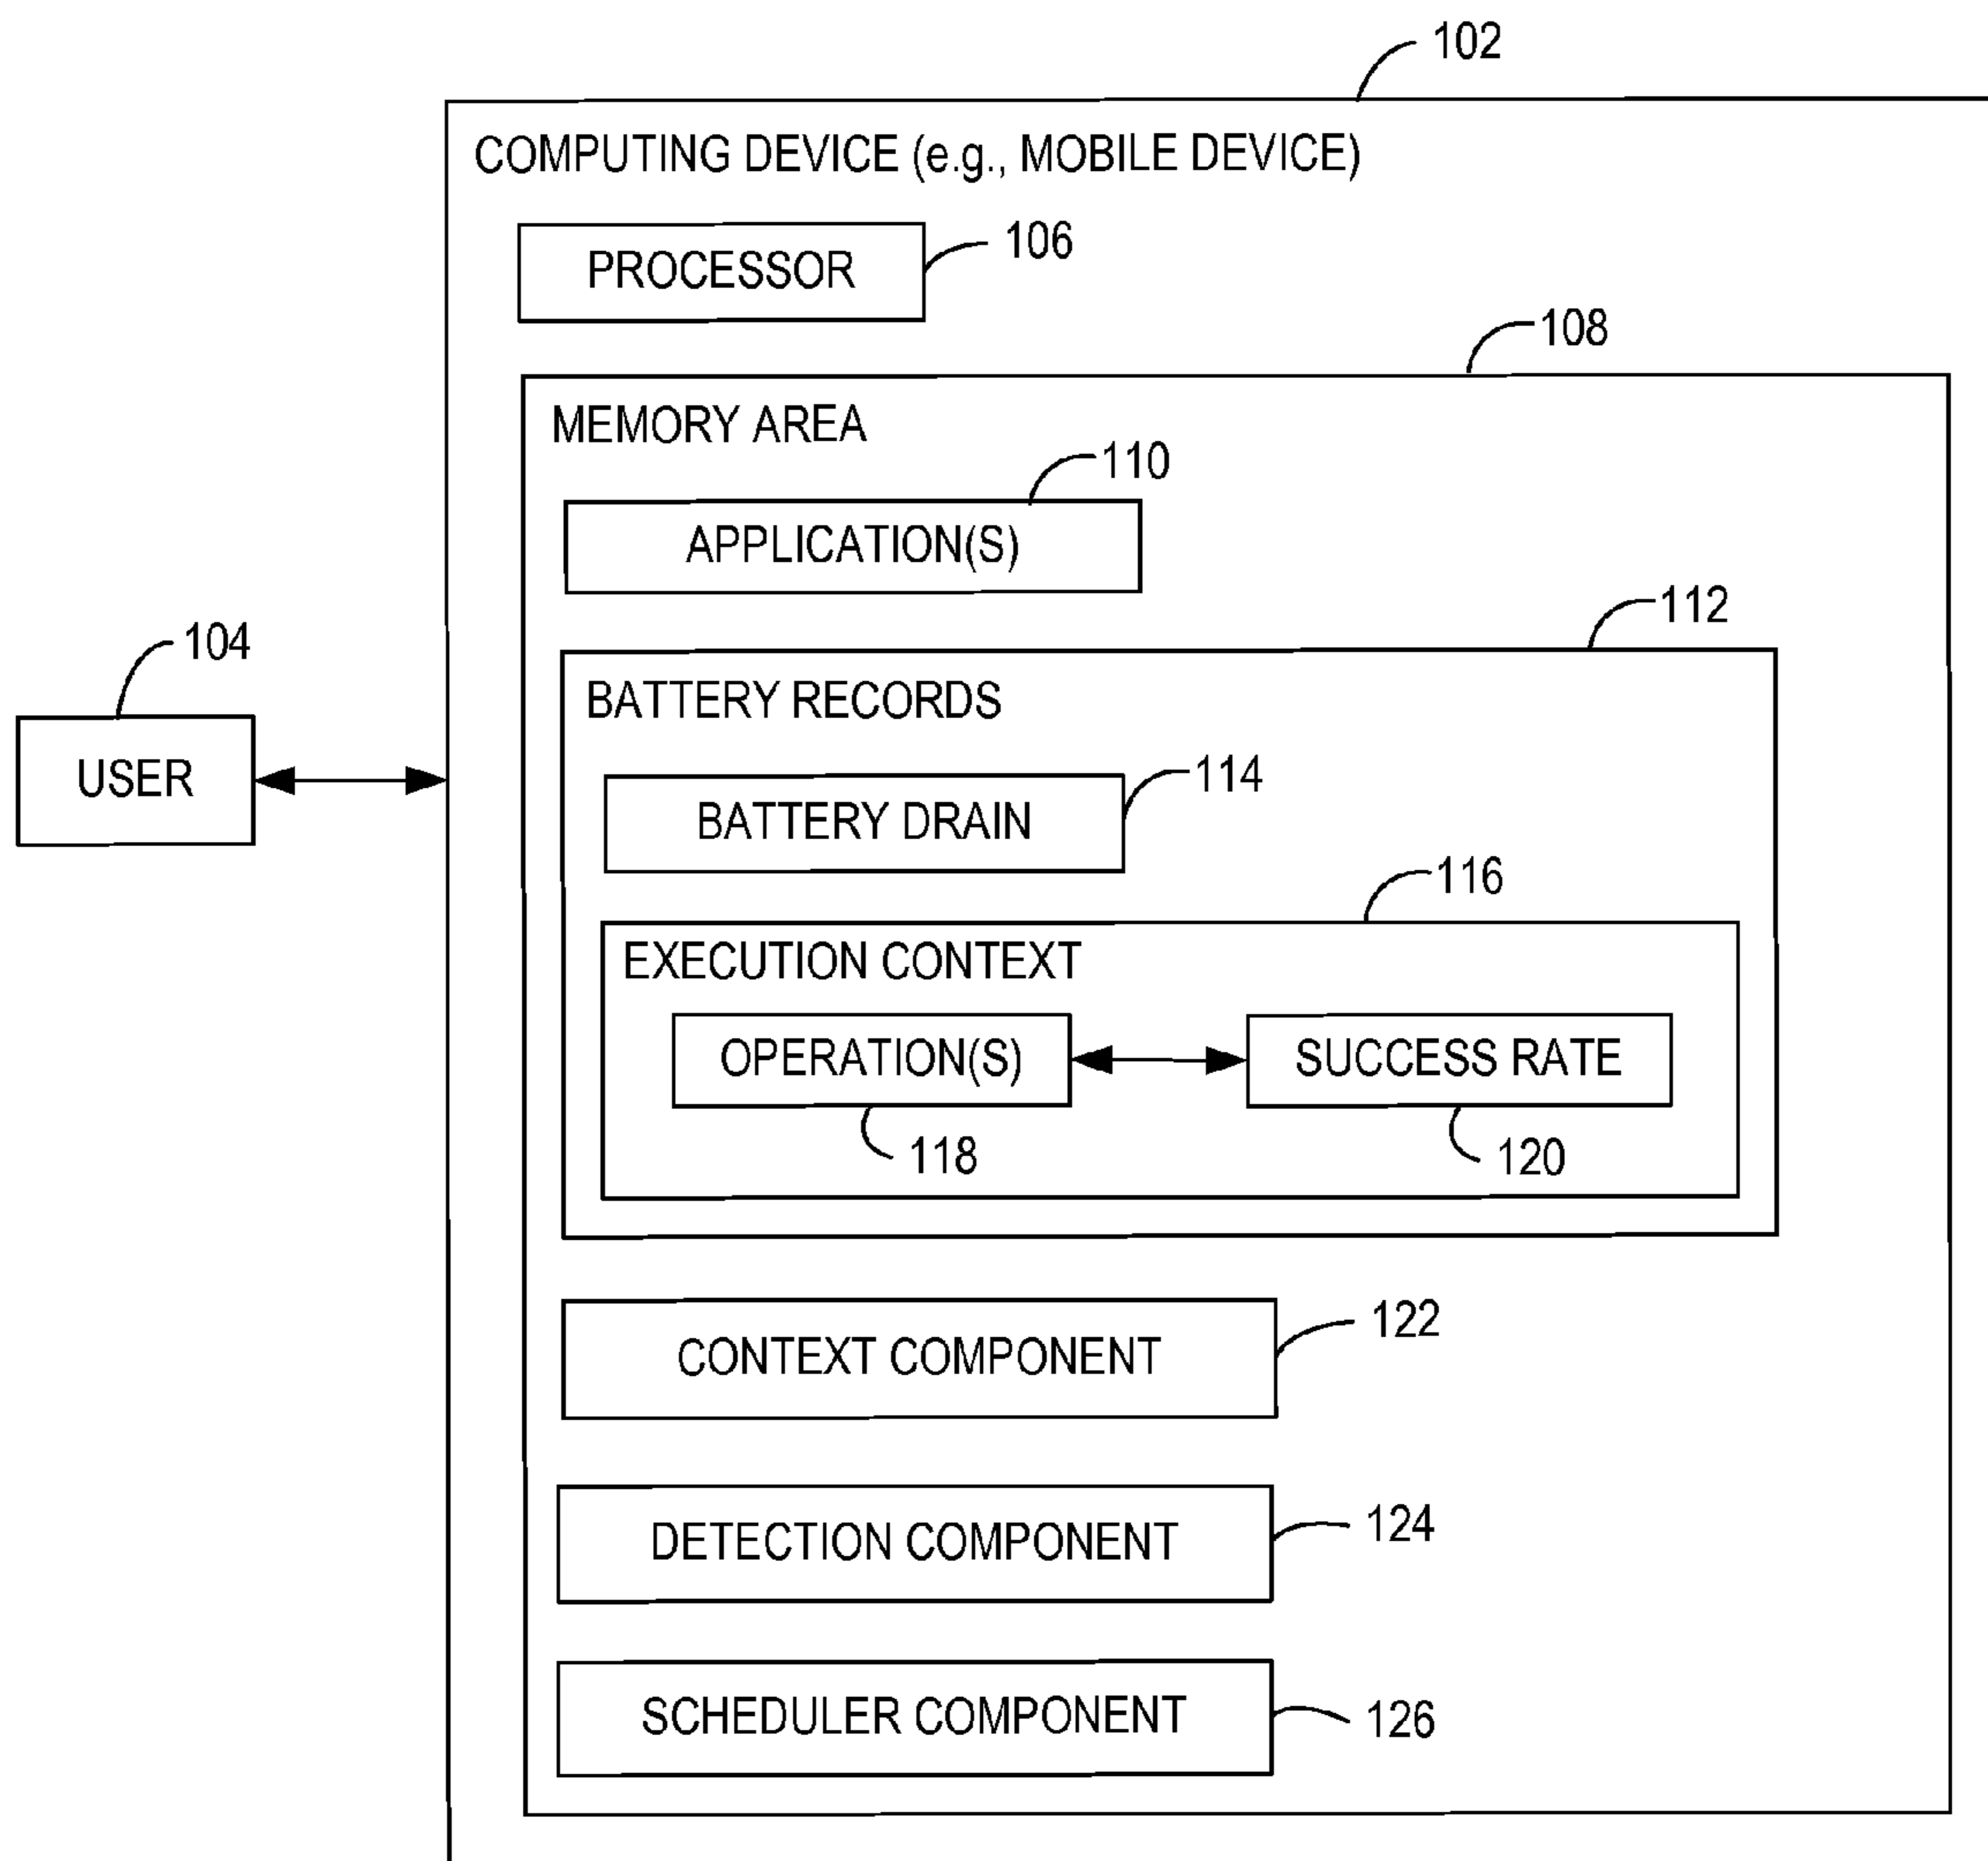 102
COMPUTING DEVICE (e.g., MOBILE DEVICE)
PROCESSOR
106
108
MEMORY AREA
110
APPLICATION(S)
112
104
BATTERY RECORDS
USER
114
BATTERY DRAIN
116
EXECUTION CONTEXT
OPERATION(S)
SUCCESS RATE
118
120
CONTEXT COMPONENT
122
DETECTION COMPONENT
124
SCHEDULER COMPONENT
126